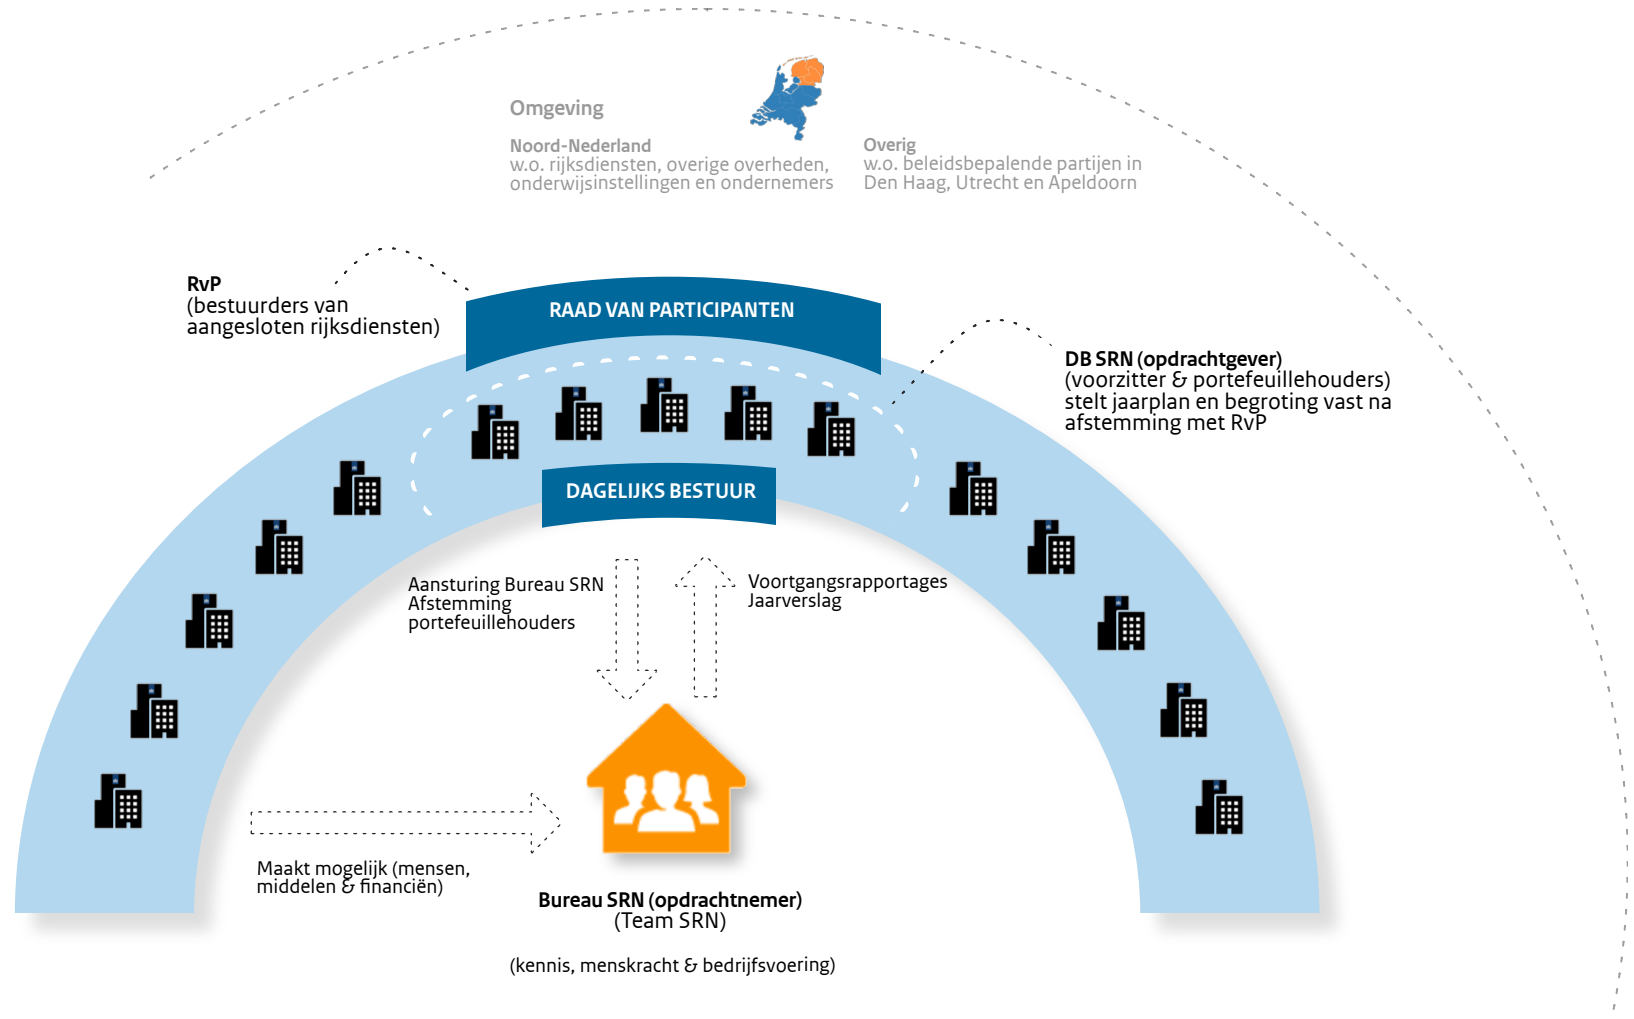 Omgeving
Noord-Nederland
w.o. rijksdiensten, overige overheden,
onderwijsinstellingen en ondernemers
Overig
w.o. beleidsbepalende partijen in
Den Haag, Utrecht en Apeldoorn
RvP
(bestuurders van
aangesloten rijksdiensten)
RAAD VAN PARTICIPANTEN
DB SRN (opdrachtgever)
(voorzitter & portefeuillehouders)
stelt jaarplan en begroting vast na
afstemming met RvP
DAGELIJKS BESTUUR
Aansturing Bureau SRN
Afstemming
portefeuillehouders
Voortgangsrapportages
Jaarverslag
Maakt mogelijk (mensen,
middelen & financiën)
Bureau SRN (opdrachtnemer)
(Team SRN)
(kennis, menskracht & bedrijfsvoering)